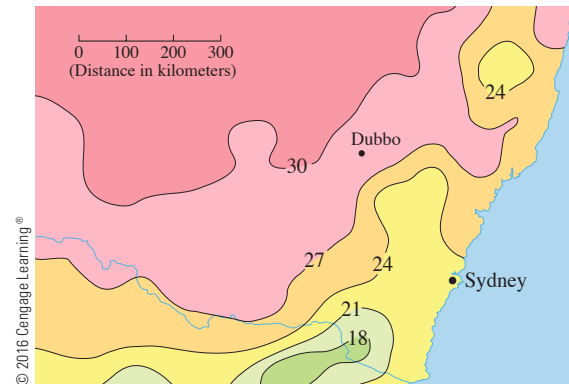 0 100 200 300
(Distance in kilometers)
24
Dubbo
30
27
24
Sydney
21
18
© 2016 Cengage Learning ®